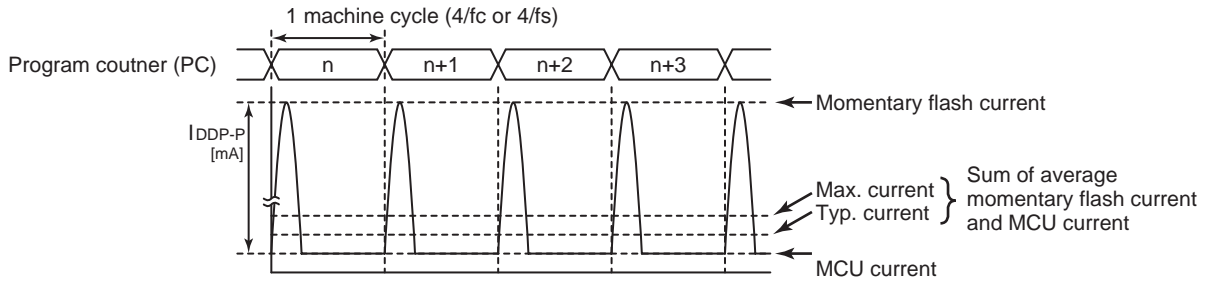 1 machine cycle (4/fc or 4/fs)
Program coutner (PC)
n
n+1
n+2
n+3
Momentary flash current
IDDP-P
[mA]
Max. current
Typ. current
Sum of average
momentary flash current
and MCU current
MCU current